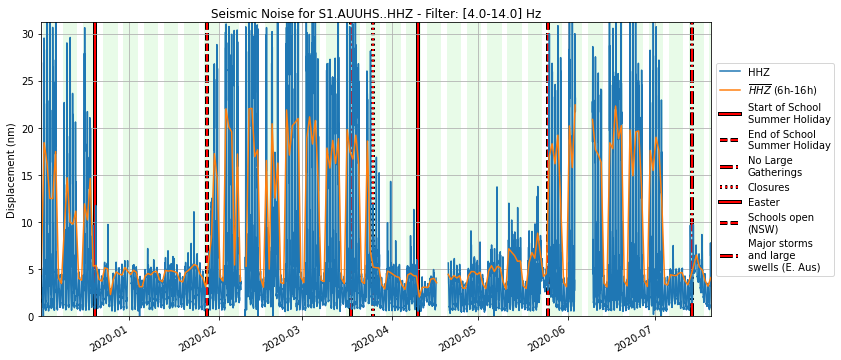 Seismic Noise for S1.AUUHS..HHZ - Filter: [4.0-14.0] Hz
Displacement (nm)
30
25
20
15
10
5
0
2020-01
2020-02
2020-03
2020-04
2020-05
2020-06
2020-07
HHZ
HHZ (6h-16h)
Start of School
Summer Holiday
End of School
Summer Holiday
No Large
Gatherings
Closures
Easter
Schools open
(NSW)
Major storms
and large
swells (E. Aus)